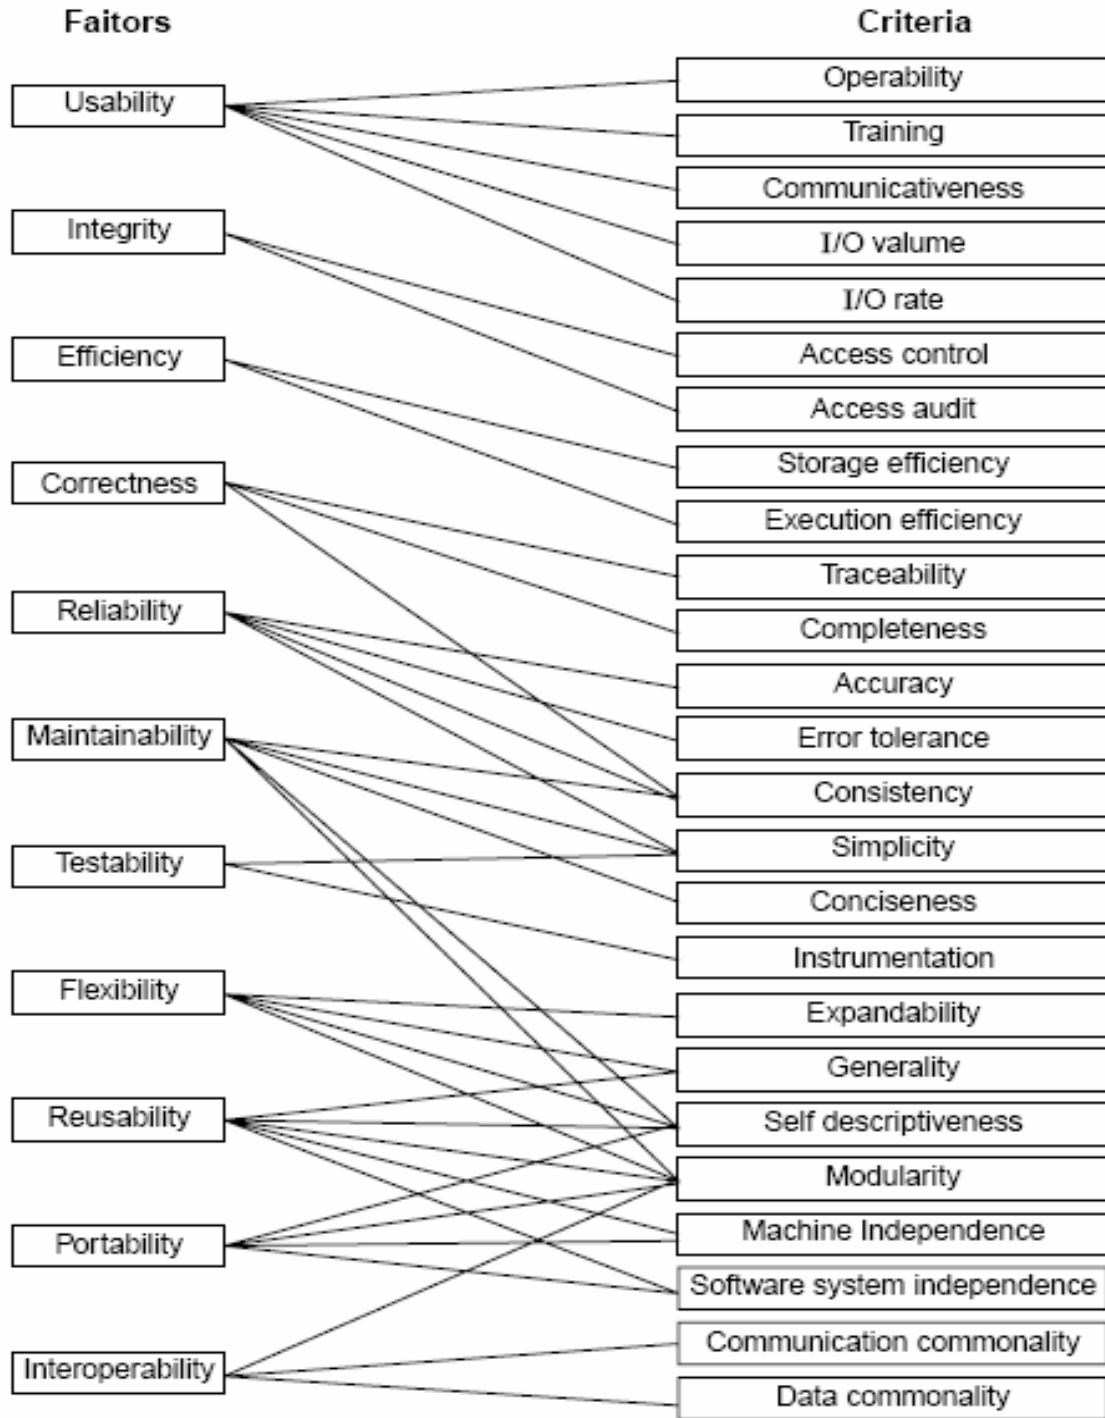 Faitors
Criteria
Usability
Integrity
Efficiency
Correctness
Reliability
Maintainability
Testability
Flexibility
Reusability
Portability
Interoperability
Operability
Training
Communicativeness
I/O valume
I/O rate
Access control
Access audit
Storage efficiency
Execution efficiency
Traceability
Completeness
Accuracy
Error tolerance
Consistency
Simplicity
Conciseness
Instrumentation
Expandability
Generality
Self descriptiveness
Modularity
Machine Independence
Software system independence
Communication commonality
Data commonality